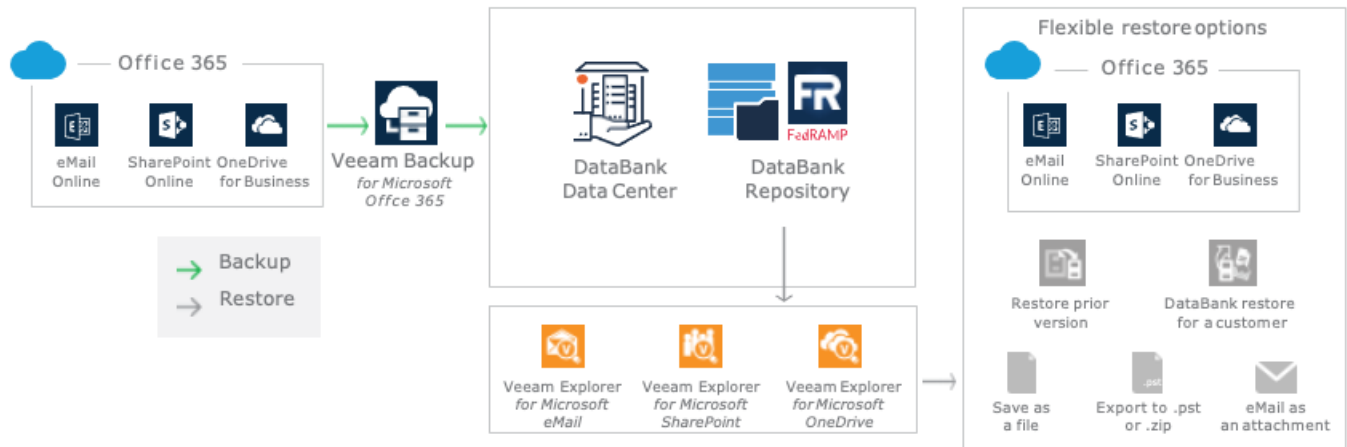 Office 365
eMail
Online
SharePoint
Online
OneDrive
for Business
Veeam Backup
for Microsoft
Offce 365
Backup
Restore
DataBank
Data Center
FR
FedRAMP
DataBank
Repository
Veeam Explorer
for Microsoft
eMail
Veeam Explorer
for Microsoft
SharePoint
Veeam Explorer
for Microsoft
OneDrive
Flexible restore options
Office 365
eMail
Online
SharePoint
Online
OneDrive
for Business
Restore prior
version
DataBank restore
for a customer
Save as
a file
.pst
Export to .pst
or .zip
eMail as
an attachment